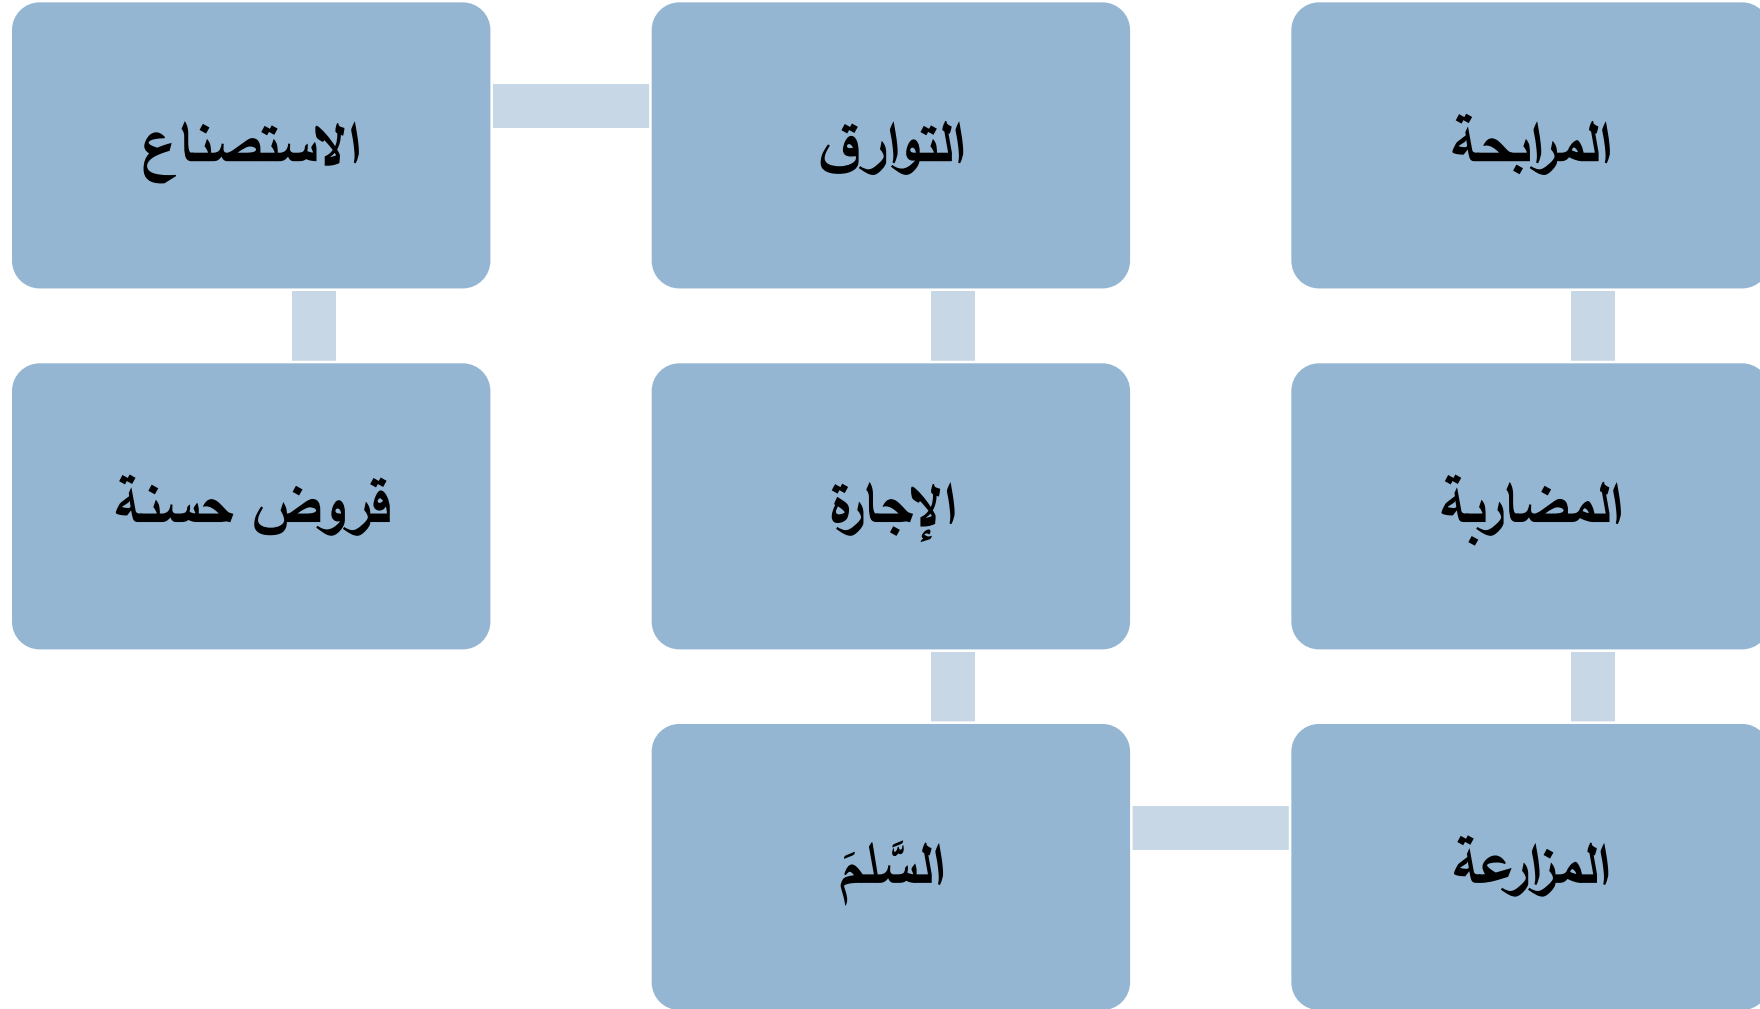 المرابحة
المضاربة
المزارعة
السَّلمَ
الإجارة
التوارق
الاستصناع
قروض حسنة